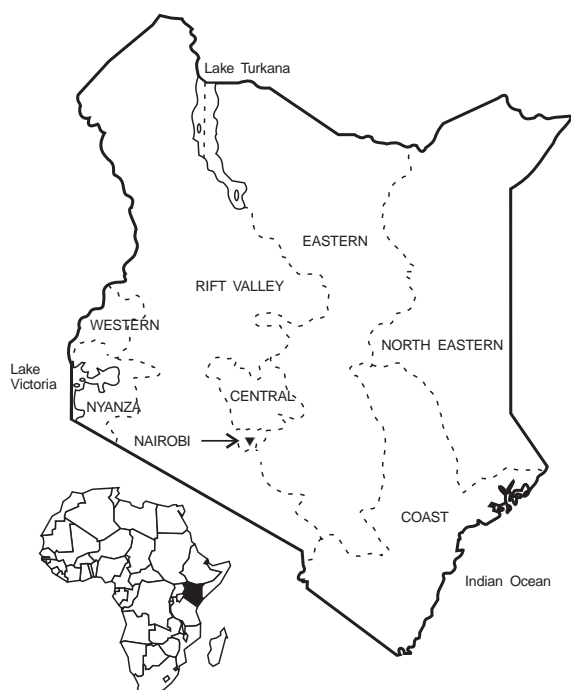 Lake Turkana
EASTERN
RIFT VALLEY
WESTERN
NORTH EASTERN
Lake
Victoria
CENTRAL
NYANZA
NAIROBI
COAST
Indian Ocean